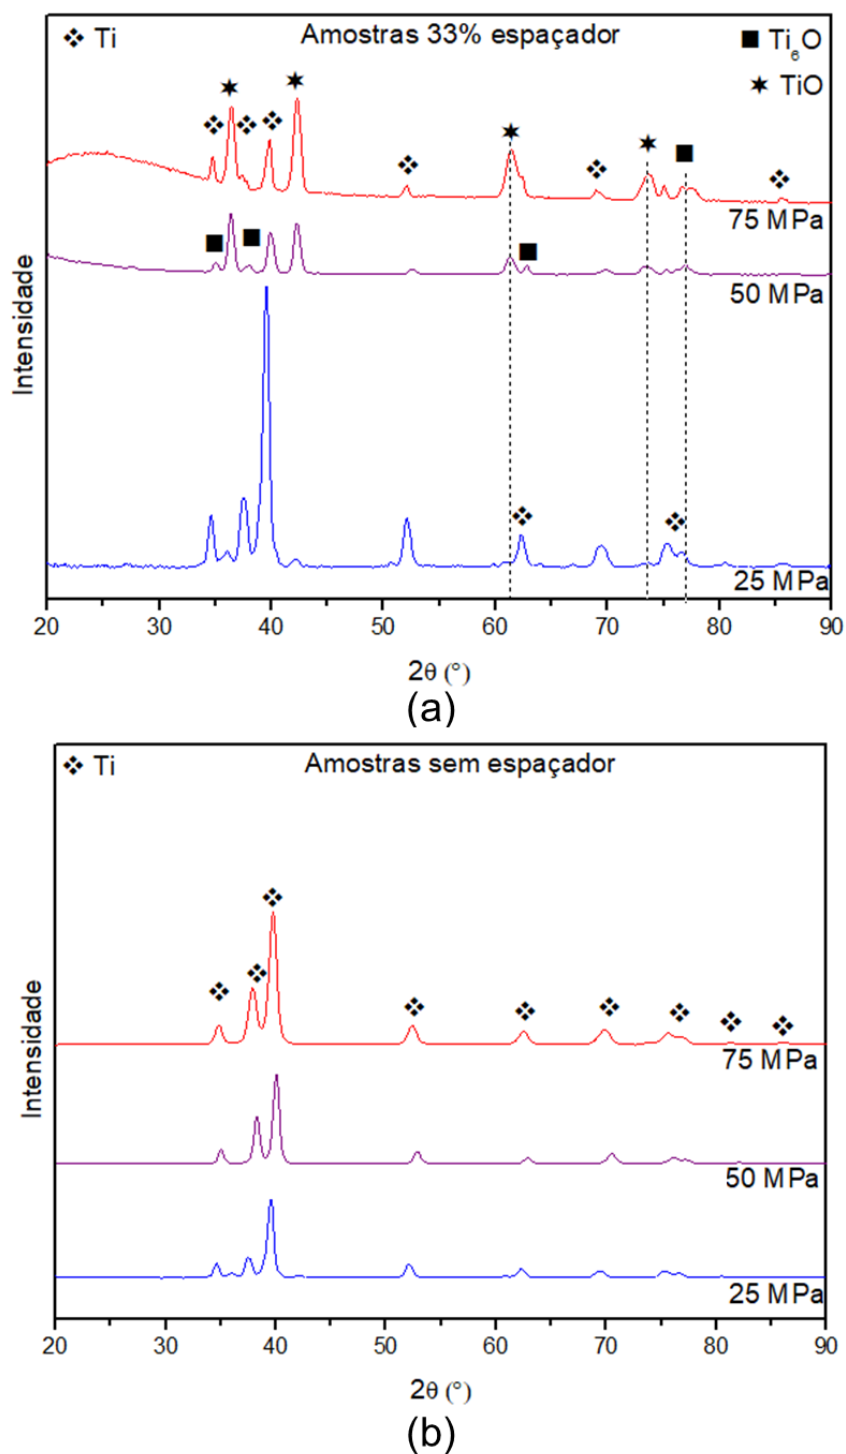 ❖ Ti
Amostras 33% espaçador
■ Ti₆O
✶ TiO
75 MPa
50 MPa
25 MPa
Intensidade
20 30 40 50 60 70 80 90
2θ (°)
(a)
❖ Ti
Amostras sem espaçador
75 MPa
50 MPa
25 MPa
Intensidade
20 30 40 50 60 70 80 90
2θ (°)
(b)